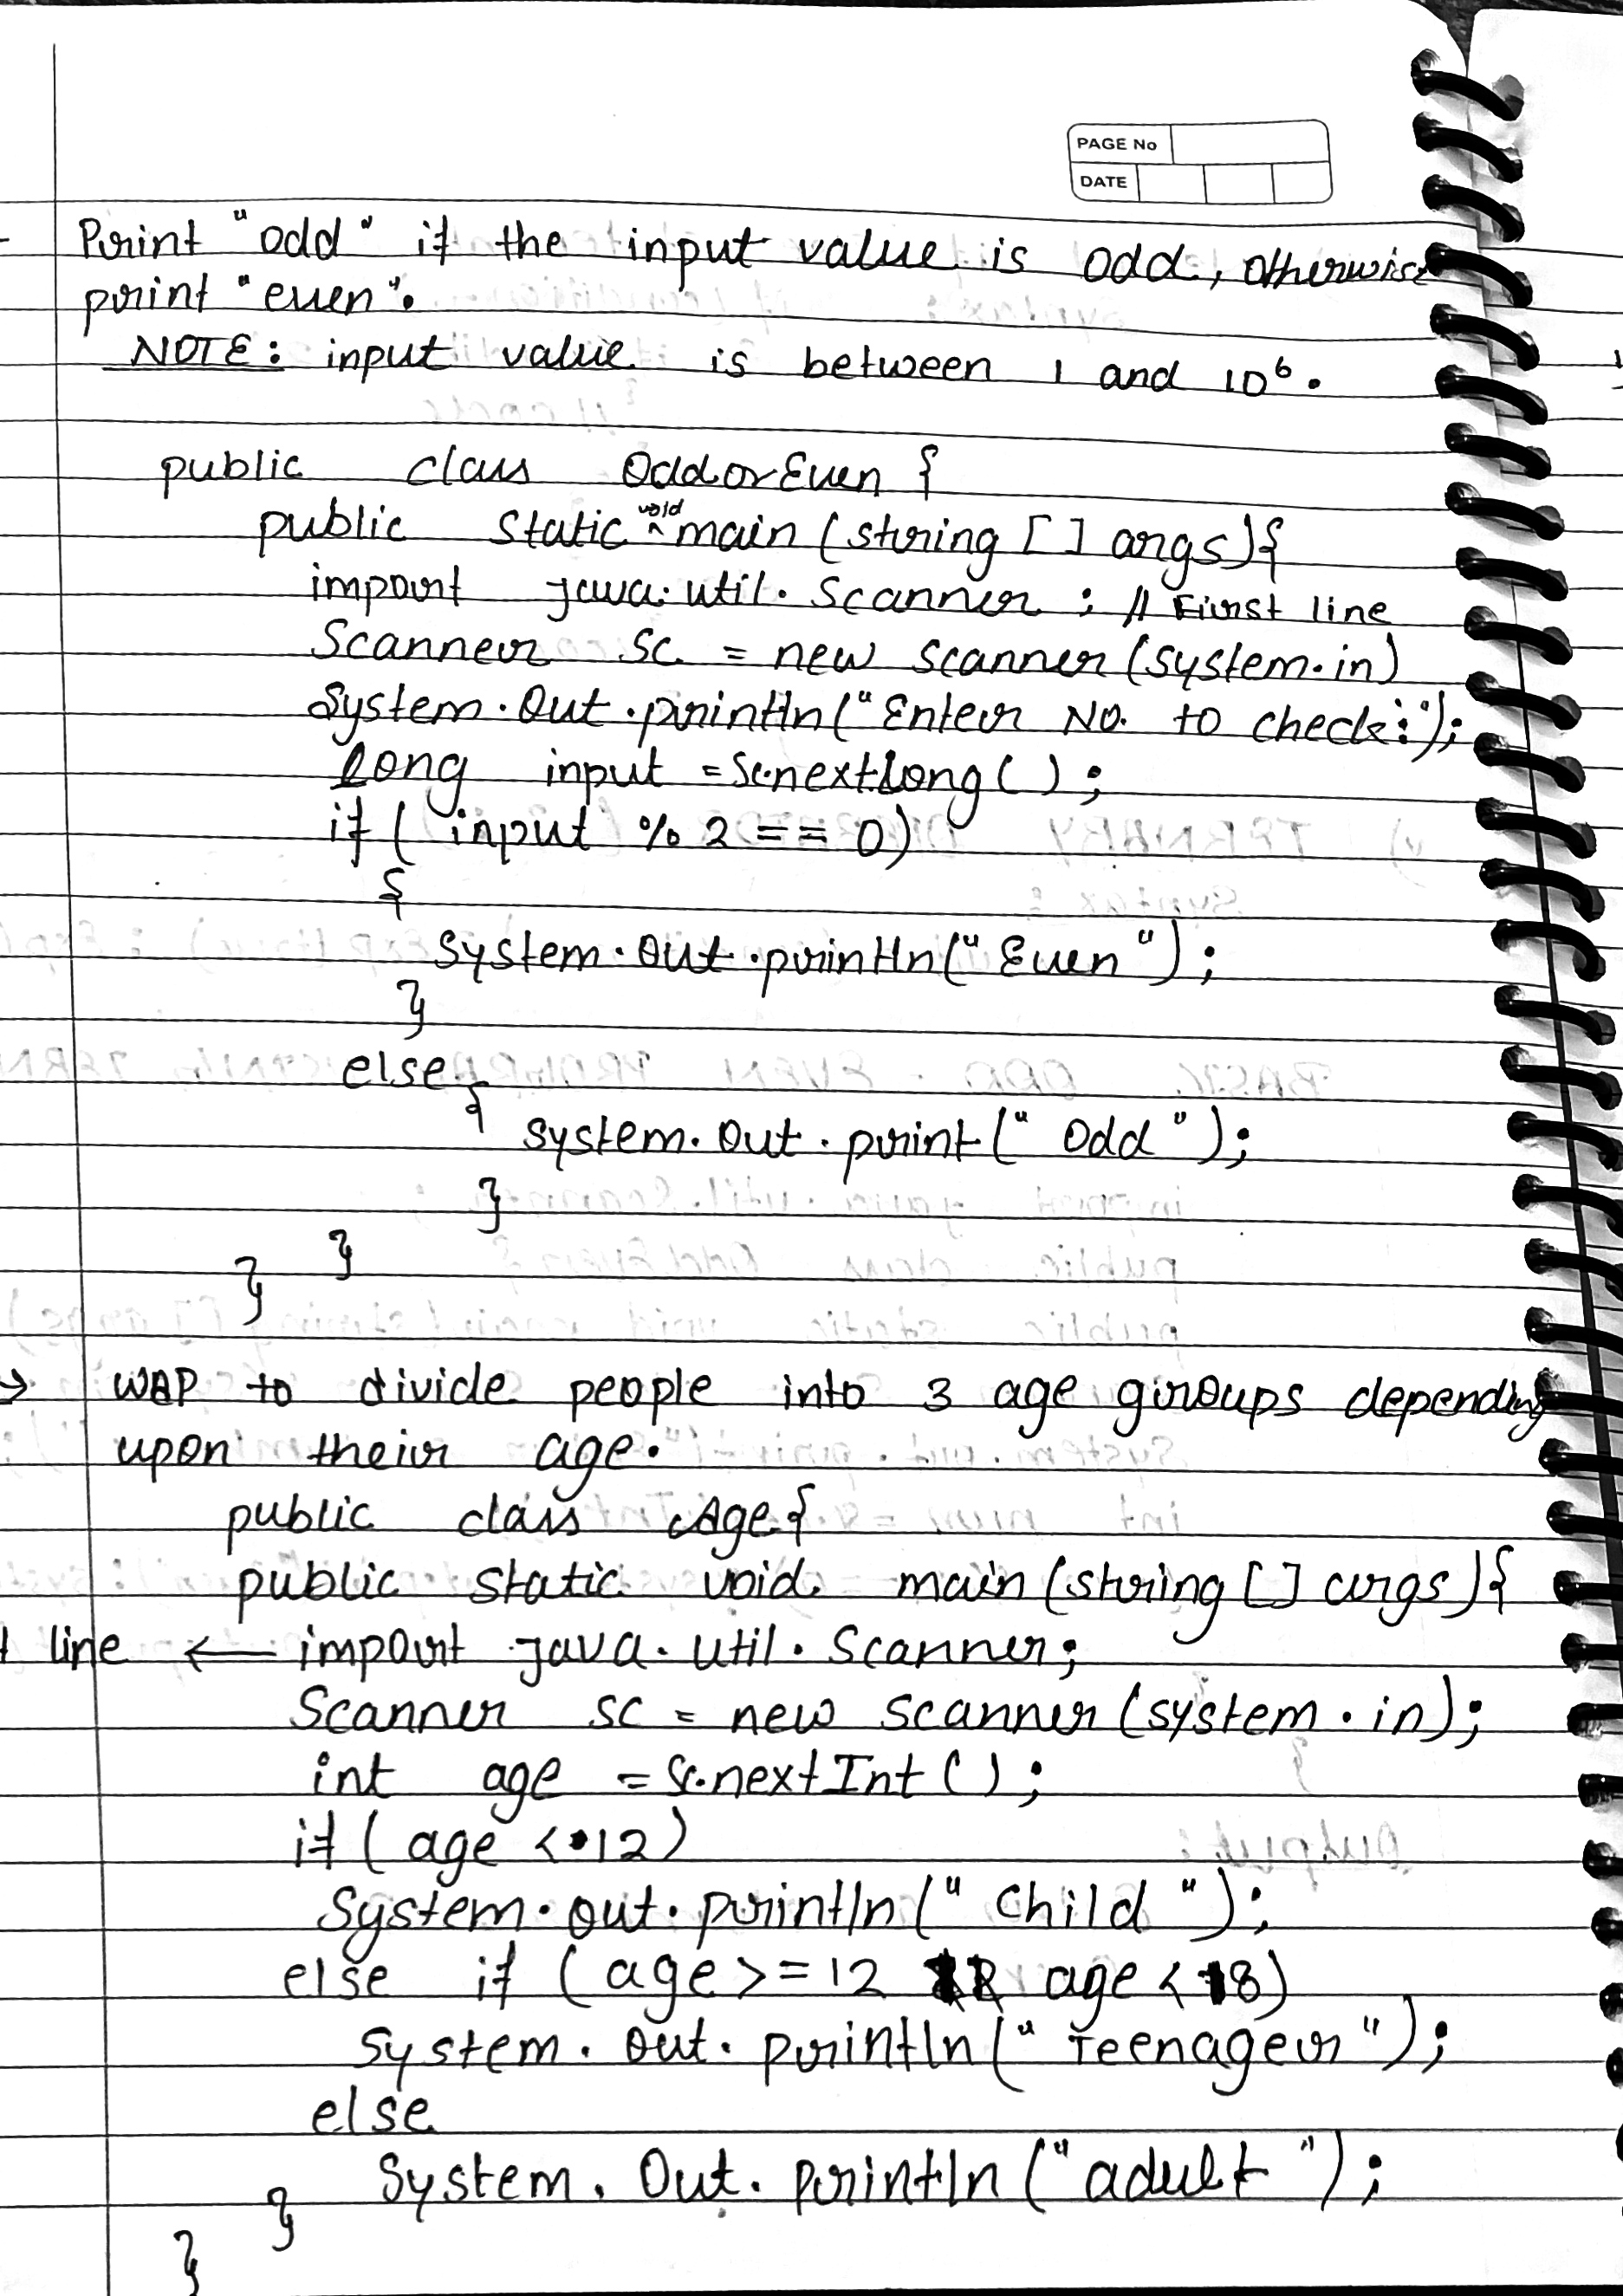 PAGE No
DATE
Print "odd" if the input value is odd, otherwise
print "even".
NOTE: input value is between 1 and 10⁶.
public class OddorEven {
public static void main (string [ ] args){
import java.util.Scanner ; // First line
Scanner sc = new scanner (system.in)
System.Out.println("Enter No. to check:");
long input = sc.nextLong( ) ;
if ( input % 2 == 0)
{
system.out.println(" Even ") ;
}
else
{ system.out.print(" Odd ");
}
}
}
→ WAP to divide people into 3 age groups depending
upon their age.
public class Age{
public static void main (string [ ] args){
line ← import java.util.Scanner;
Scanner sc = new scanner (system.in);
int age = sc.nextInt ( ) ;
if ( age < 12)
System.out.println(" Child ");
else if (age >= 12 age < 18)
System.out.println(" Teenager ");
else
System.Out.println("adult ");
}
}